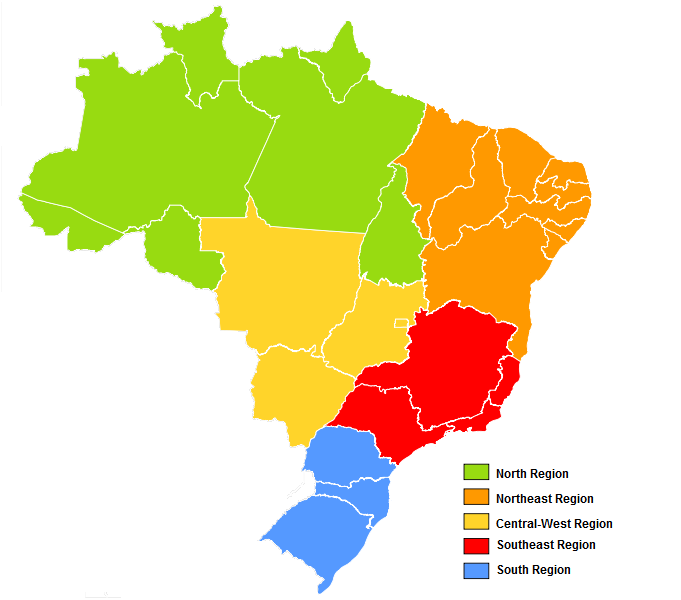 North Region
Northeast Region
Central-West Region
Southeast Region
South Region